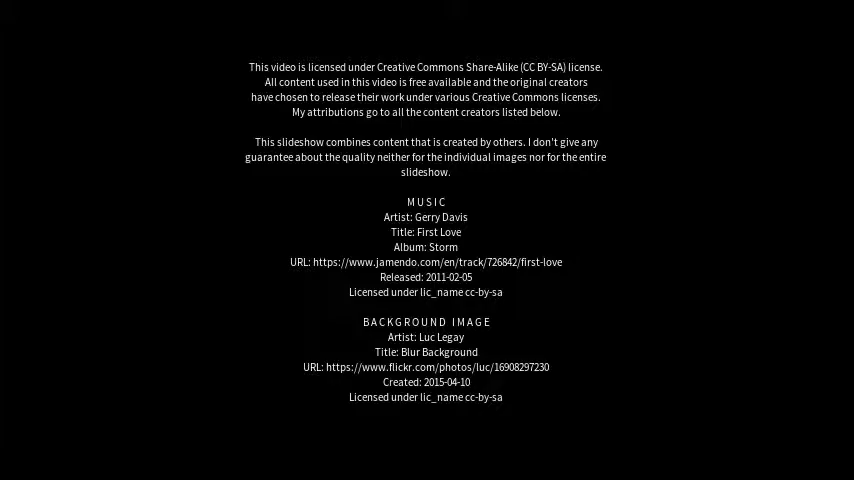 This video is licensed under Creative Commons Share-Alike (CC BY-SA) license.
All content used in this video is free available and the original creators
have chosen to release their work under various Creative Commons licenses.
My attributions go to all the content creators listed below.
This slideshow combines content that is created by others. I don't give any
guarantee about the quality neither for the individual images nor for the entire
slideshow.
MUSIC
Artist: Gerry Davis
Title: First Love
Album: Storm
URL: https://www.jamendo.com/en/track/726842/first-love
Released: 2011-02-05
Licensed under lic_name cc-by-sa
BACKGROUND IMAGE
Artist: Luc Legay
Title: Blur Background
URL: https://www.flickr.com/photos/luc/16908297230
Created: 2015-04-10
Licensed under lic_name cc-by-sa